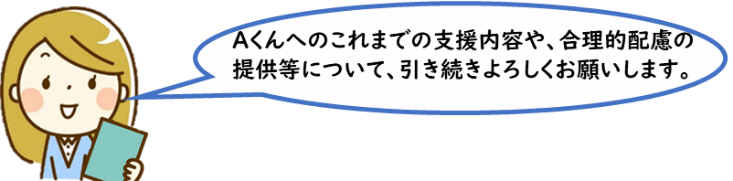 Aくんへのこれまでの支援内容や、合理的配慮の
提供等について、引き続きよろしくお願いします。